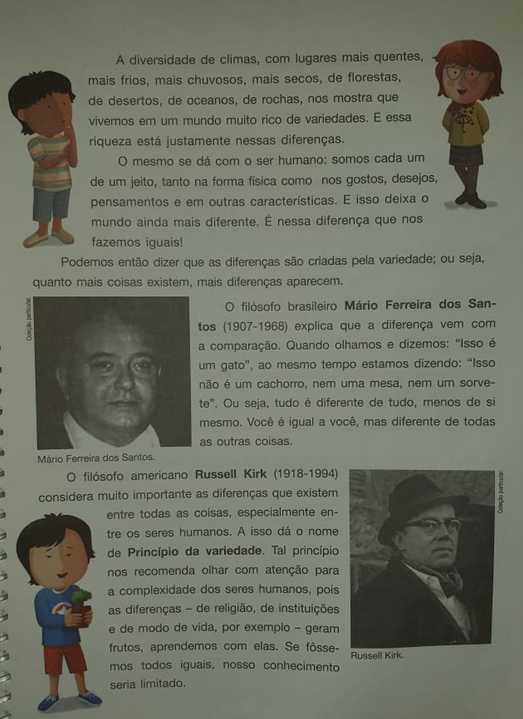 A diversidade de climas, com lugares mais quentes,
mais frios, mais chuvosos, mais secos, de florestas,
de desertos, de oceanos, de rochas, nos mostra que
vivemos em um mundo muito rico de variedades. E essa
riqueza está justamente nessas diferenças.
O mesmo se dá com o ser humano: somos cada um
de um jeito, tanto na forma física como nos gostos, desejos,
pensamentos e em outras características. E isso deixa o
mundo ainda mais diferente. É nessa diferença que nos
fazemos iguais!
Podemos então dizer que as diferenças são criadas pela variedade; ou seja,
quanto mais coisas existem, mais diferenças aparecem.
Coleção particular
O filósofo brasileiro Mário Ferreira dos San-
tos (1907-1968) explica que a diferença vem com
a comparação. Quando olhamos e dizemos: “Isso é
um gato”, ao mesmo tempo estamos dizendo: “Isso
não é um cachorro, nem uma mesa, nem um sorve-
te”. Ou seja, tudo é diferente de tudo, menos de si
mesmo. Você é igual a você, mas diferente de todas
as outras coisas.
Mário Ferreira dos Santos.
O filósofo americano Russell Kirk (1918-1994)
considera muito importante as diferenças que existem
entre todas as coisas, especialmente en-
tre os seres humanos. A isso dá o nome
de Princípio da variedade. Tal princípio
nos recomenda olhar com atenção para
a complexidade dos seres humanos, pois
as diferenças – de religião, de instituições
e de modo de vida, por exemplo – geram
frutos, aprendemos com elas. Se fôsse-
mos todos iguais, nosso conhecimento
seria limitado.
Coleção particular
Russell Kirk.